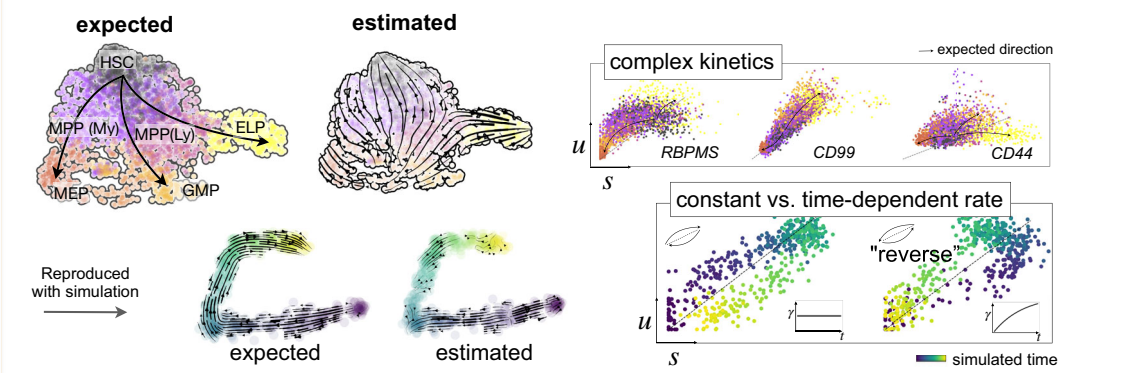 expected
estimated
HSC
MPP (My)
MPP(Ly)
ELP
MEP
GMP
Reproduced
with simulation
expected
estimated
complex kinetics
expected direction
u
s
RBPMS
CD99
CD44
constant vs. time-dependent rate
"reverse"
u
s
γ
t
γ
t
simulated time